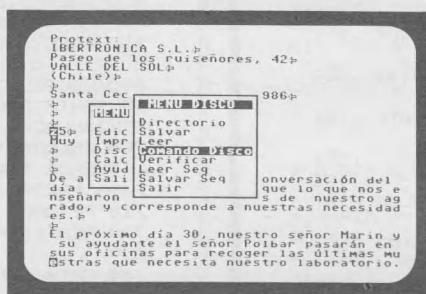 Protext
IBERTRONICA S.L.
Paseo de los ruiseñores, 42
VALLE DEL SOL
(Chile)
Santa Cec 986
MENU MENU DISCO
Directorio
25 Edic Salvar
Muy Impr Leer
Disc Comando Disco
Calc Verificar
Ayud Leer Seq
De a Sali Salvar Seq onversación del
día Salir que lo que nos e
nseñaron s de nuestro ag
rado, y corresponde a nuestras necesidad
es.
El próximo día 30, nuestro señor Marin y
su ayudante el señor Polbar pasarán en
sus oficinas para recoger las últimas mu
estras que necesita nuestro laboratorio.